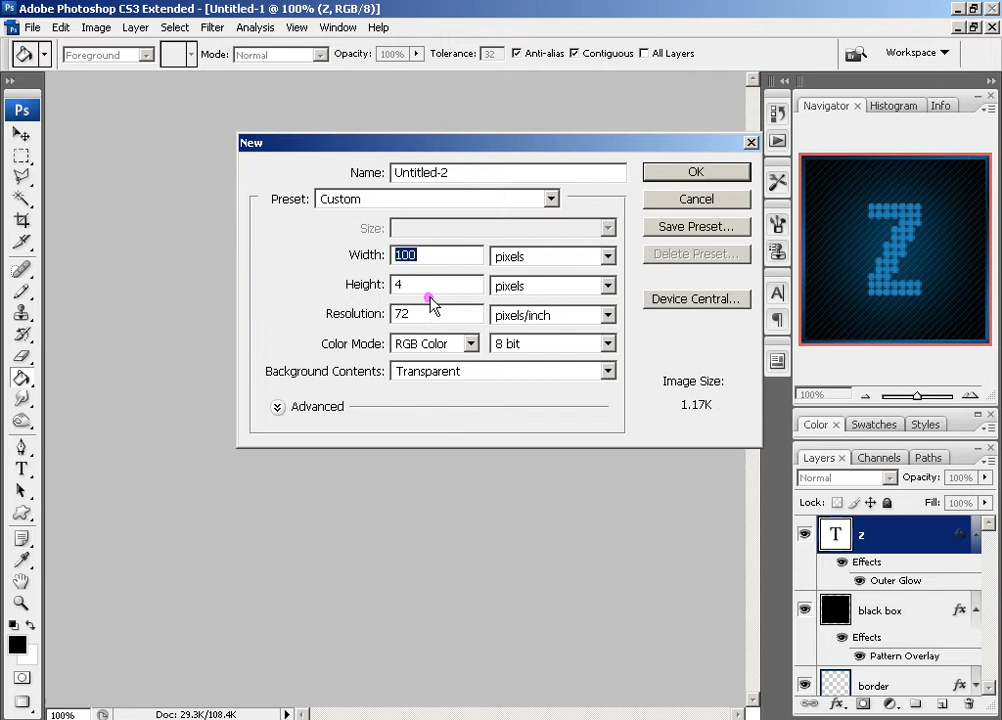 Adobe Photoshop CS3 Extended - [Untitled-1 @ 100% (Z, RGB/8)]
File Edit Image Layer Select Filter Analysis View Window Help
Foreground Mode: Normal Opacity: 100% Tolerance: 32 Anti-alias Contiguous All Layers Workspace
Ps
New
Name: Untitled-2
OK
Preset: Custom
Cancel
Size:
Save Preset...
Width: 100 pixels
Delete Preset...
Height: 4 pixels
Device Central...
Resolution: 72 pixels/inch
Color Mode: RGB Color 8 bit
Background Contents: Transparent
Image Size:
1.17K
Advanced
Navigator Histogram Info
Z
100%
Color Swatches Styles
Layers Channels Paths
Normal Opacity: 100%
Lock: Fill: 100%
T z
Effects
Outer Glow
black box fx
Effects
Pattern Overlay
border fx
100% Doc: 29.3K/108.4K